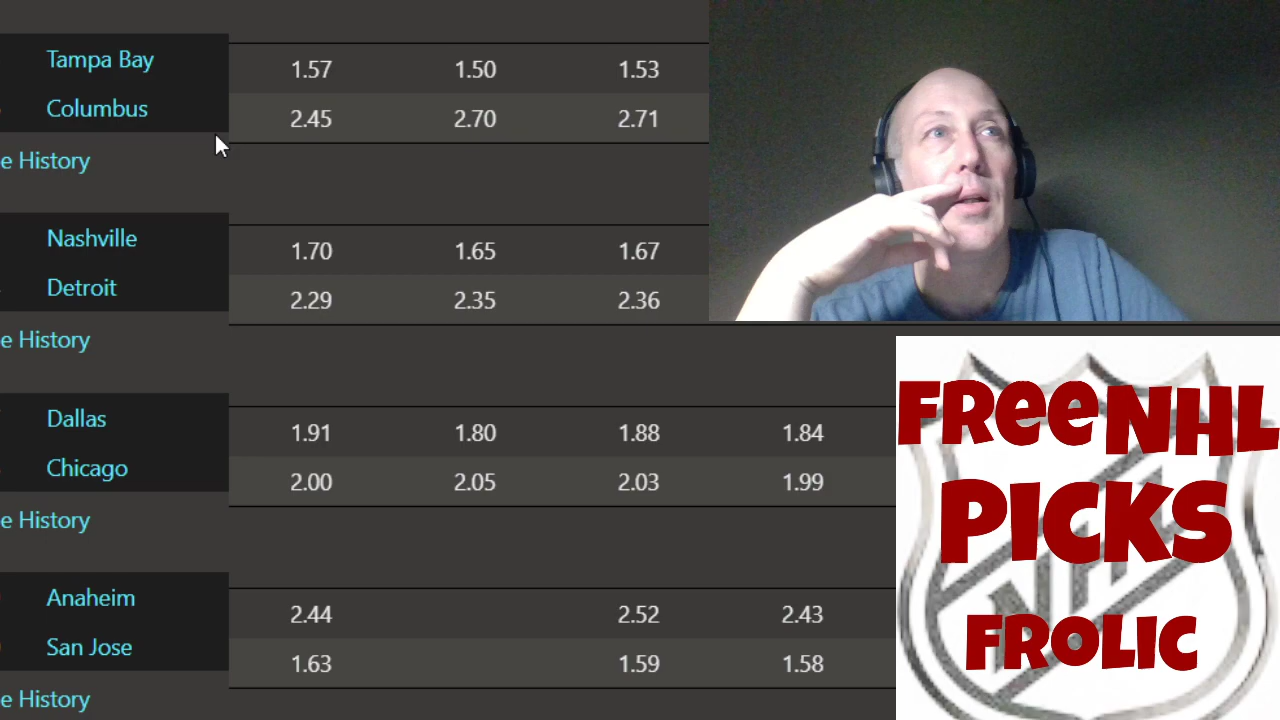 Tampa Bay 1.57 1.50 1.53
Columbus 2.45 2.70 2.71
e History
Nashville 1.70 1.65 1.67
Detroit 2.29 2.35 2.36
e History
Dallas 1.91 1.80 1.88 1.84
Chicago 2.00 2.05 2.03 1.99
e History
Anaheim 2.44 2.52 2.43
San Jose 1.63 1.59 1.58
e History
FReeNHL
PICKS
FROLIC
NHL